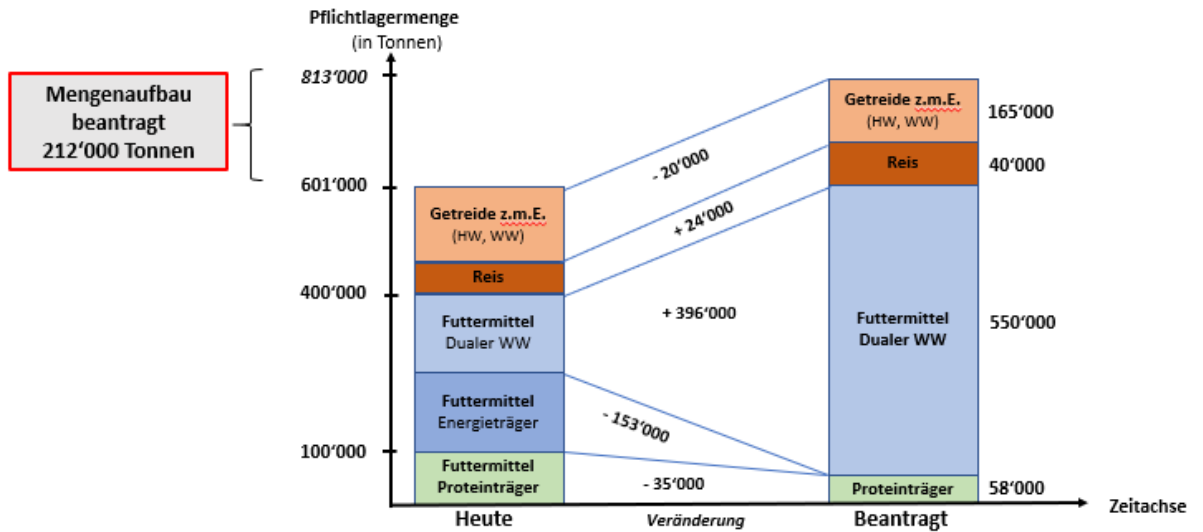 Pflichtlagermenge
(in Tonnen)
813‘000
Mengenaufbau
beantragt
212‘000 Tonnen
601‘000
400‘000
100‘000
Getreide z.m.E.
(HW, WW)
Reis
Futtermittel
Dualer WW
Futtermittel
Energieträger
Futtermittel
Proteinträger
- 20‘000
+ 24‘000
+ 396‘000
- 153‘000
- 35‘000
Getreide z.m.E.
(HW, WW)
Reis
Futtermittel
Dualer WW
Proteinträger
165‘000
40‘000
550‘000
58‘000
Heute
Veränderung
Beantragt
Zeitachse